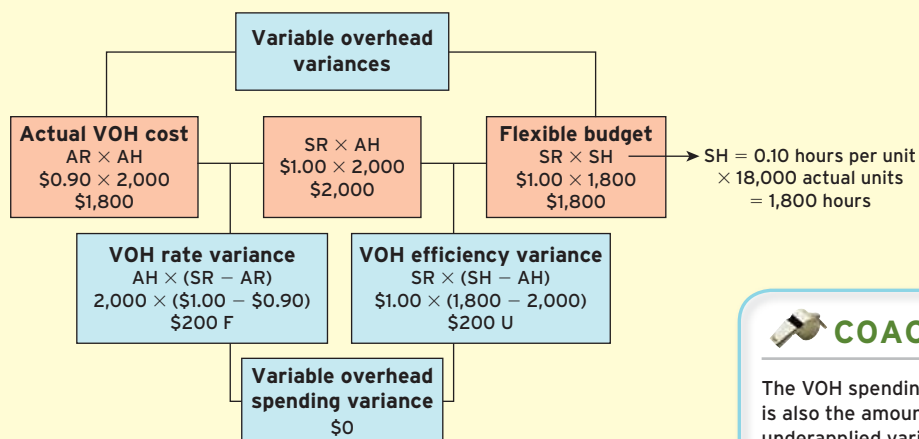 Variable overhead
variances
Actual VOH cost
AR × AH
$0.90 × 2,000
$1,800
SR × AH
$1.00 × 2,000
$2,000
Flexible budget
SR × SH
$1.00 × 1,800
$1,800
SH = 0.10 hours per unit
× 18,000 actual units
= 1,800 hours
VOH rate variance
AH × (SR − AR)
2,000 × ($1.00 − $0.90)
$200 F
VOH efficiency variance
SR × (SH − AH)
$1.00 × (1,800 − 2,000)
$200 U
Variable overhead
spending variance
$0
The VOH spending
is also the amount
underapplied